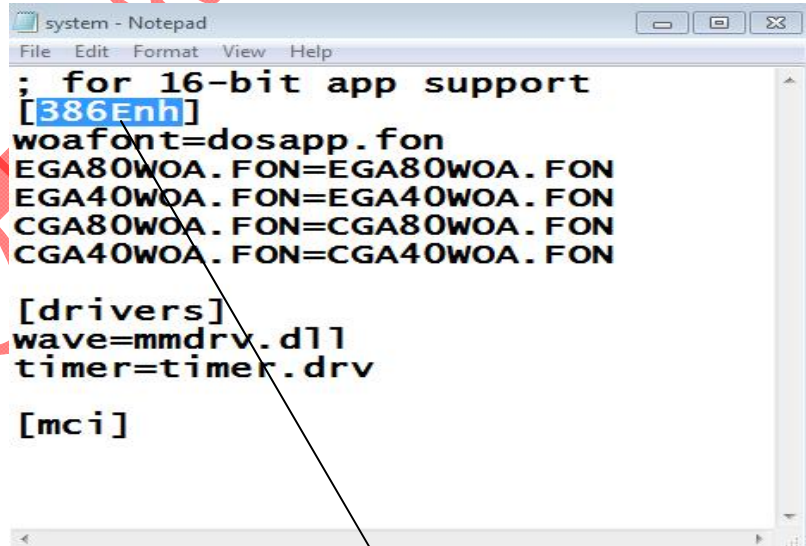 system - Notepad
File Edit Format View Help
; for 16-bit app support
[386Enh]
woafont=dosapp.fon
EGA80WOA.FON=EGA80WOA.FON
EGA40WOA.FON=EGA40WOA.FON
CGA80WOA.FON=CGA80WOA.FON
CGA40WOA.FON=CGA40WOA.FON
[drivers]
wave=mmdrv.dll
timer=timer.drv
[mci]